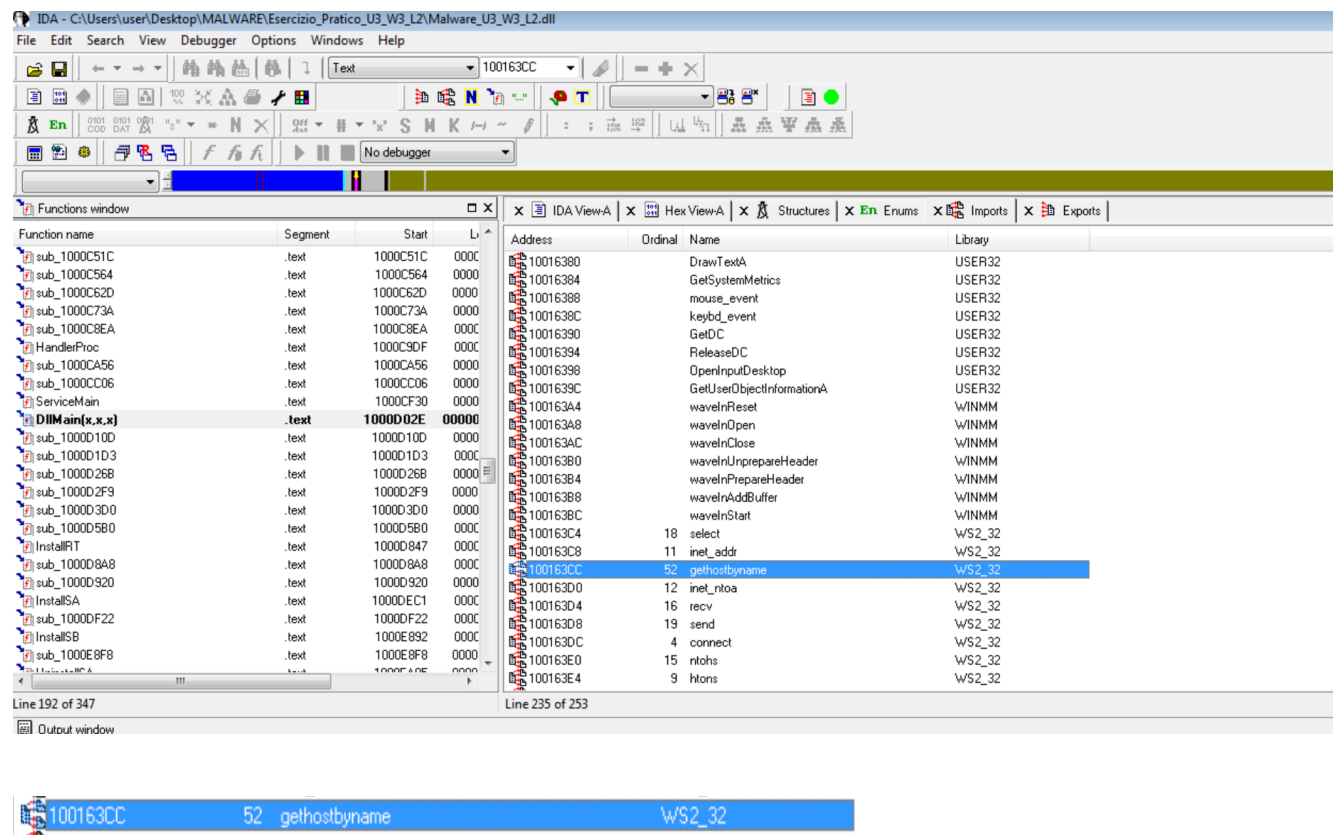 IDA - C:\Users\user\Desktop\MALWARE\Esercizio_Pratico_U3_W3_L2\Malware_U3_W3_L2.dll
File Edit Search View Debugger Options Windows Help
Text 100163CC
En
No debugger
Functions window
IDA View-A Hex View-A Structures En Enums Imports Exports
Function name Segment Start
sub_1000C51C .text 1000C51C
sub_1000C564 .text 1000C564
sub_1000C62D .text 1000C62D
sub_1000C73A .text 1000C73A
sub_1000C8EA .text 1000C8EA
HandlerProc .text 1000C9DF
sub_1000CA56 .text 1000CA56
sub_1000CC06 .text 1000CC06
ServiceMain .text 1000CF30
DllMain(x,x,x) .text 1000D02E 00000
sub_1000D10D .text 1000D10D
sub_1000D1D3 .text 1000D1D3
sub_1000D26B .text 1000D26B
sub_1000D2F9 .text 1000D2F9
sub_1000D3D0 .text 1000D3D0
sub_1000D5B0 .text 1000D5B0
InstallRT .text 1000D847
sub_1000D8A8 .text 1000D8A8
sub_1000D920 .text 1000D920
InstallSA .text 1000DEC1
sub_1000DF22 .text 1000DF22
InstallSB .text 1000E892
sub_1000E8F8 .text 1000E8F8
Line 192 of 347
Address Ordinal Name Library
10016380 DrawTextA USER32
10016384 GetSystemMetrics USER32
10016388 mouse_event USER32
1001638C keybd_event USER32
10016390 GetDC USER32
10016394 ReleaseDC USER32
10016398 OpenInputDesktop USER32
1001639C GetUserObjectInformationA USER32
100163A4 waveInReset WINMM
100163A8 waveInOpen WINMM
100163AC waveInClose WINMM
100163B0 waveInUnprepareHeader WINMM
100163B4 waveInPrepareHeader WINMM
100163B8 waveInAddBuffer WINMM
100163BC waveInStart WINMM
100163C4 18 select WS2_32
100163C8 11 inet_addr WS2_32
100163CC 52 gethostbyname WS2_32
100163D0 12 inet_ntoa WS2_32
100163D4 16 recv WS2_32
100163D8 19 send WS2_32
100163DC 4 connect WS2_32
100163E0 15 ntohs WS2_32
100163E4 9 htons WS2_32
Line 235 of 253
Output window
100163CC 52 gethostbyname WS2_32